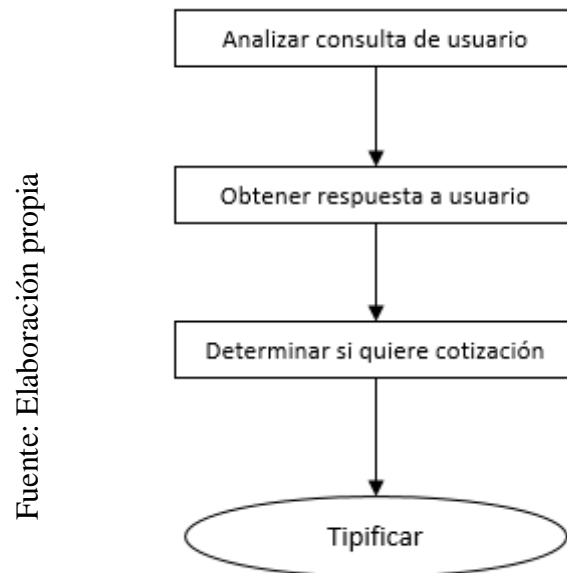 Analizar consulta de usuario
Obtener respuesta a usuario
Determinar si quiere cotización
Tipificar
Fuente: Elaboración propia